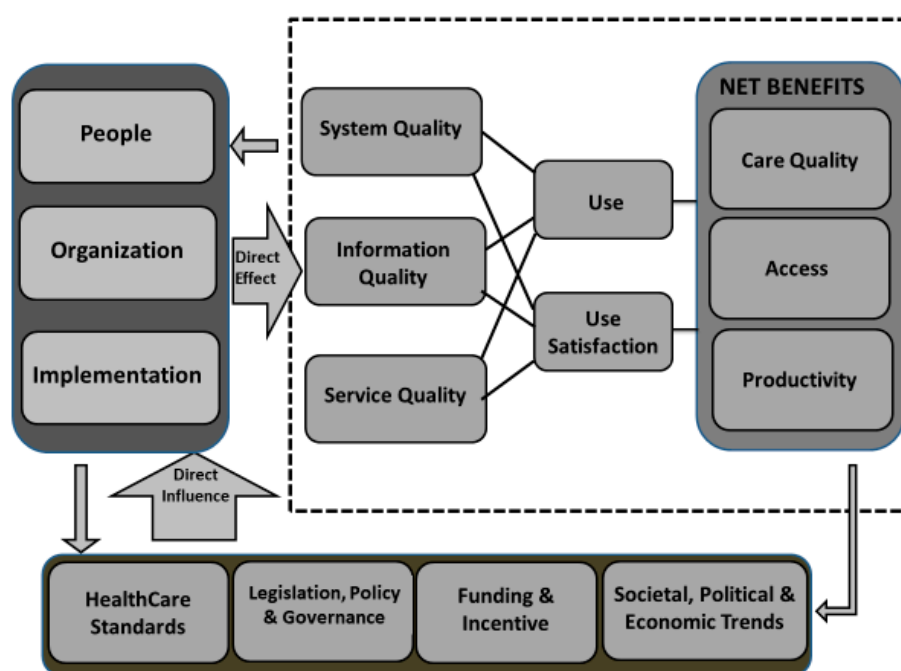 People
Organization
Implementation
Direct
Effect
System Quality
Information
Quality
Service Quality
Use
Use
Satisfaction
NET BENEFITS
Care Quality
Access
Productivity
Direct
Influence
HealthCare
Standards
Legislation, Policy
& Governance
Funding &
Incentive
Societal, Political &
Economic Trends